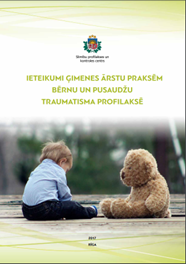 Slimību profilakses un
kontroles centrs
IETEIKUMI ĢIMENES ĀRSTU PRAKSĒM
BĒRNU UN PUSAUDŽU
TRAUMATISMA PROFILAKSĒ
2017
RĪGA